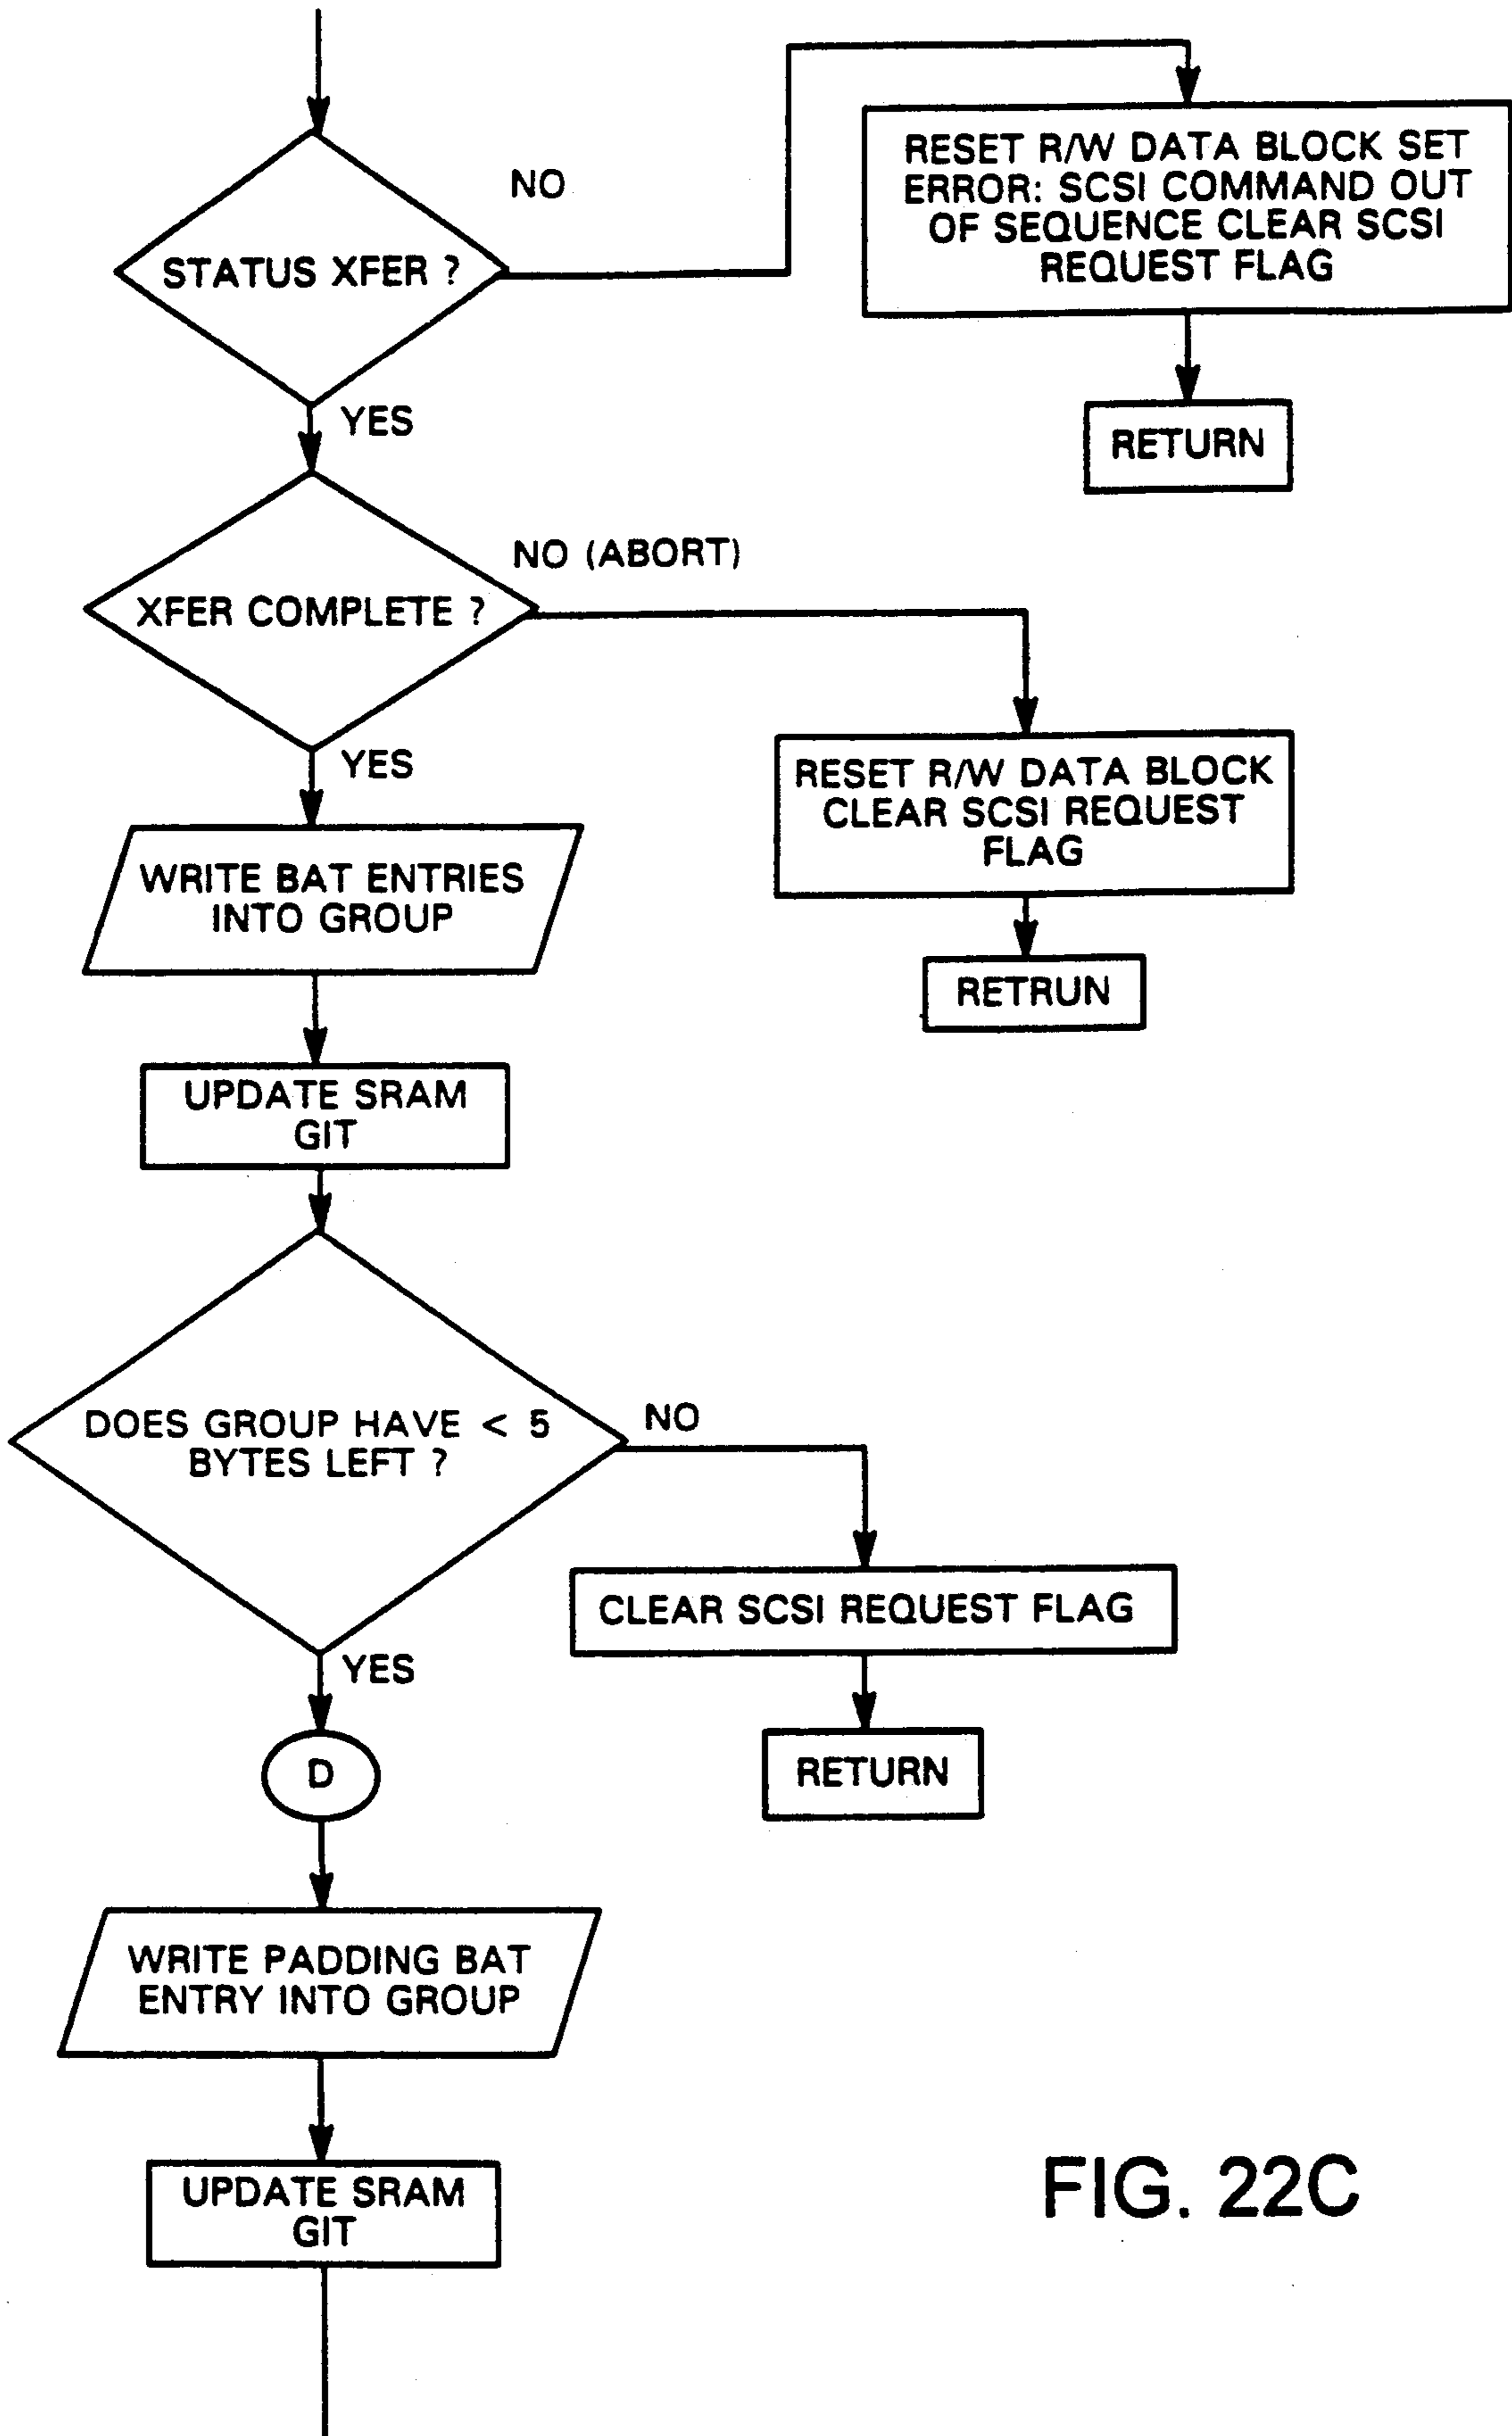 NO
RESET R/W DATA BLOCK SET
ERROR: SCSI COMMAND OUT
OF SEQUENCE CLEAR SCSI
REQUEST FLAG
STATUS XFER ?
YES
RETURN
NO (ABORT)
XFER COMPLETE ?
YES
RESET R/W DATA BLOCK
CLEAR SCSI REQUEST
FLAG
WRITE BAT ENTRIES
INTO GROUP
RETRUN
UPDATE SRAM
GIT
DOES GROUP HAVE < 5
BYTES LEFT ?
NO
CLEAR SCSI REQUEST FLAG
YES
RETURN
D
WRITE PADDING BAT
ENTRY INTO GROUP
UPDATE SRAM
GIT
FIG. 22C